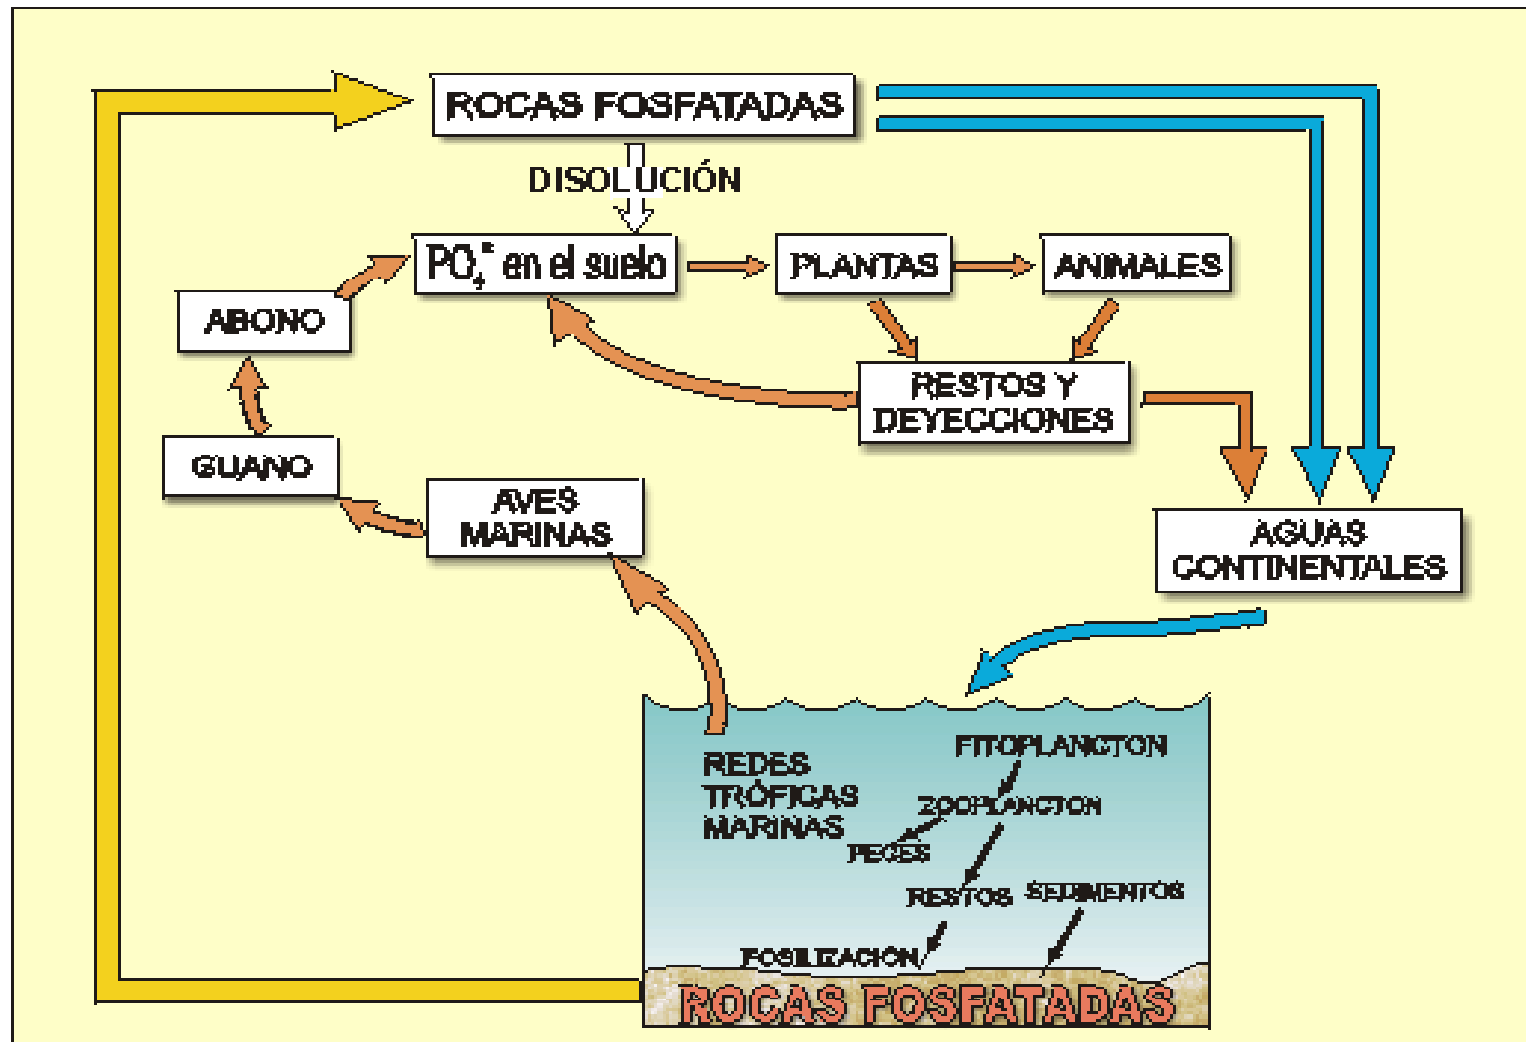 ROCAS FOSFATADAS
DISOLUCIÓN
PO₄⁼ en el suelo
PLANTAS
ANIMALES
ABONO
RESTOS Y
DEYECCIONES
GUANO
AVES
MARINAS
AGUAS
CONTINENTALES
REDES
TRÓFICAS
MARINAS
FITOPLANCTON
ZOOPLANCTON
PECES
RESTOS
SEDIMENTOS
FOSILIZACIÓN
ROCAS FOSFATADAS